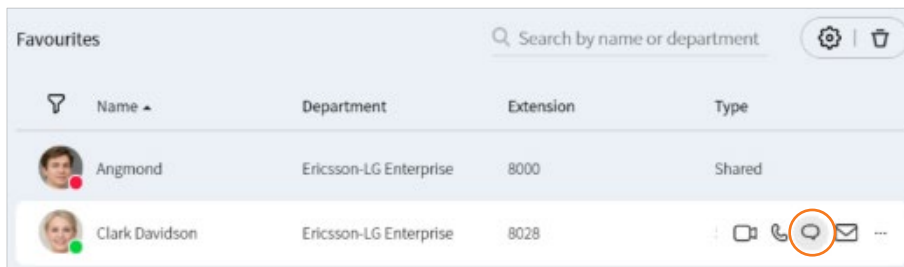 Favourites
Search by name or department
Name Department Extension Type
Angmond Ericsson-LG Enterprise 8000 Shared
Clark Davidson Ericsson-LG Enterprise 8028